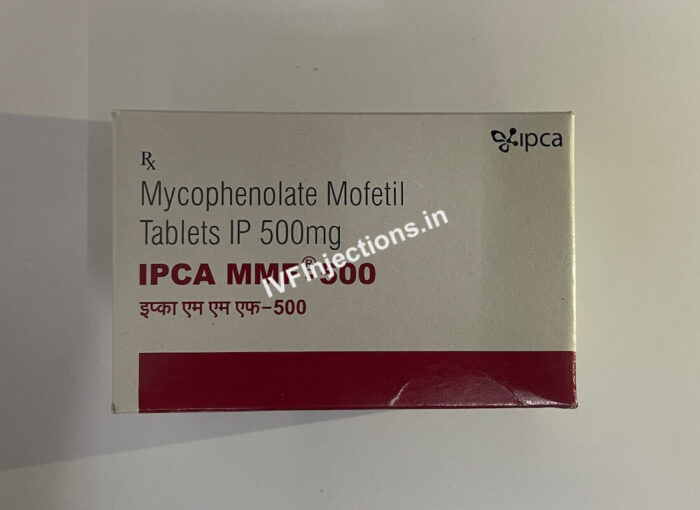 ipca
Rx
Mycophenolate Mofetil
Tablets IP 500mg
IPCA MMF® 500
इप्का एम एम एफ-500
IVFInjections.in